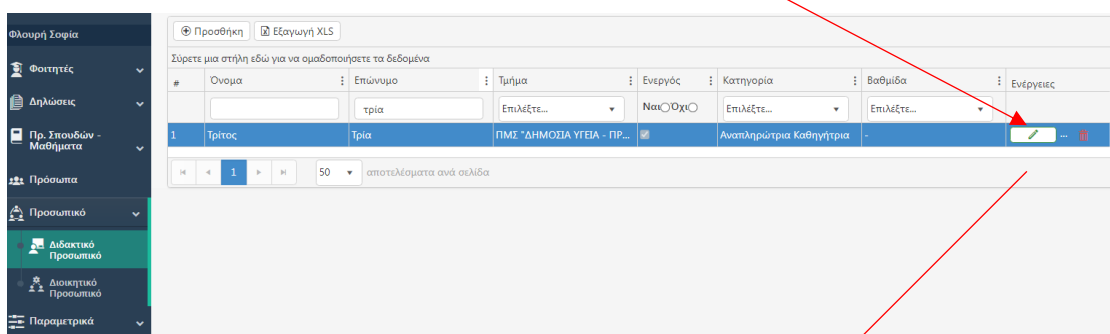 Φλουρή Σοφία
Φοιτητές
Δηλώσεις
Πρ. Σπουδών -
Μαθήματα
Πρόσωπα
Προσωπικό
Διδακτικό
Προσωπικό
Διοικητικό
Προσωπικό
Παραμετρικά
Προσθήκη Εξαγωγή XLS
Σύρετε μια στήλη εδώ για να ομαδοποιήσετε τα δεδομένα
# Όνομα Επώνυμο Τμήμα Ενεργός Κατηγορία Βαθμίδα Ενέργειες
τρία Επιλέξτε... Ναι Όχι Επιλέξτε... Επιλέξτε...
1 Τρίτος Τρία ΠΜΣ "ΔΗΜΟΣΙΑ ΥΓΕΙΑ - ΠΡ... Αναπληρώτρια Καθηγήτρια - ...
1 50 αποτελέσματα ανά σελίδα